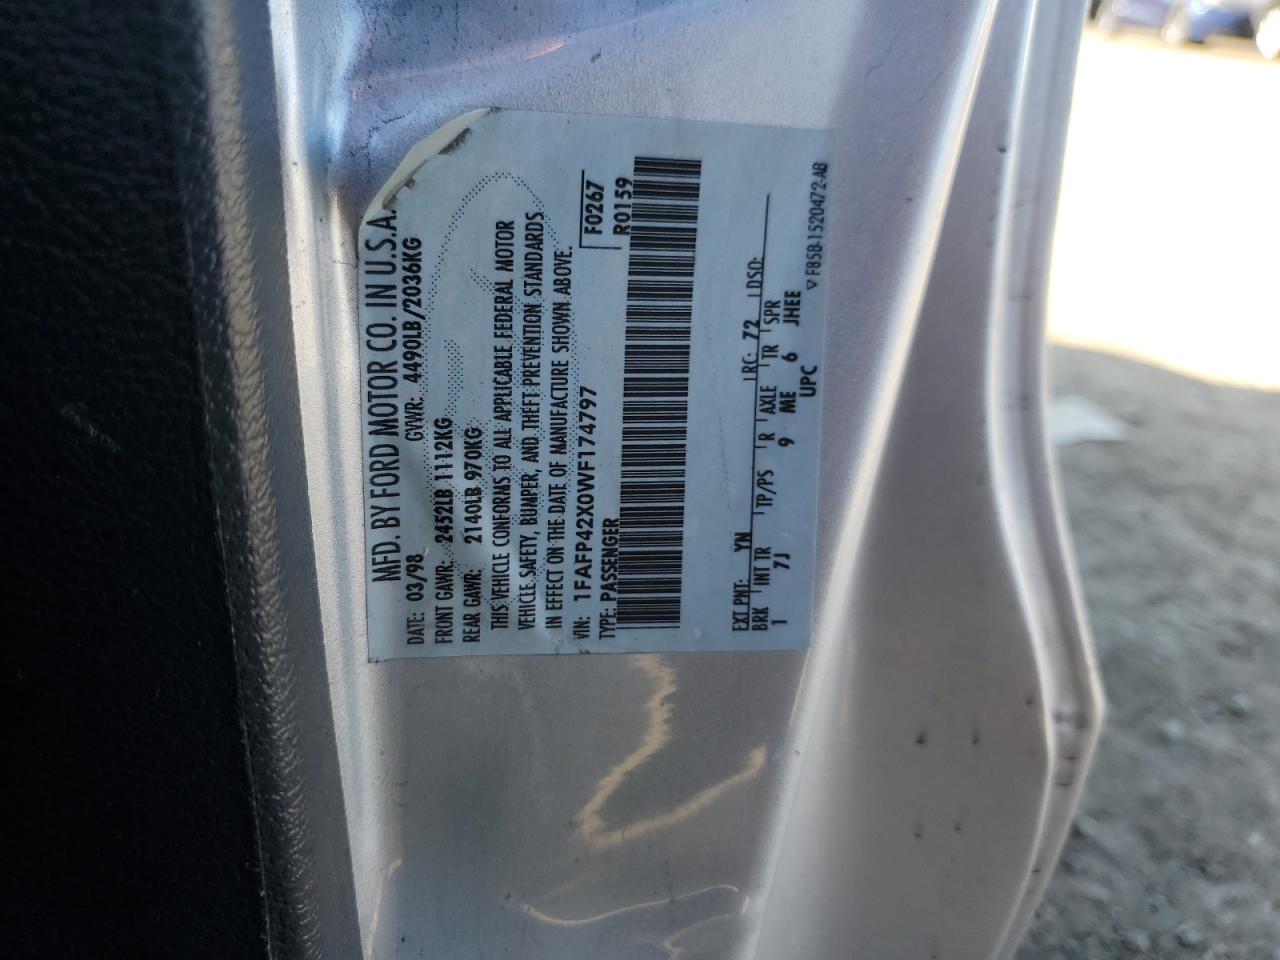 MFD. BY FORD MOTOR CO. IN U.S.A.
DATE: 03/98 GVWR: 4490LB/2036KG
FRONT GAWR: 2452LB 1112KG
REAR GAWR: 2140LB 970KG
THIS VEHICLE CONFORMS TO ALL APPLICABLE FEDERAL MOTOR
VEHICLE SAFETY, BUMPER, AND THEFT PREVENTION STANDARDS
IN EFFECT ON THE DATE OF MANUFACTURE SHOWN ABOVE.
VIN: 1FAFP42X0WF174797 F0267
TYPE: PASSENGER R0159
EXT PNT: YN RC: 72 DSO:
BRK INT TR TP/PS R AXLE TR SPR
1 7J 9 ME 6 JHEE
UPC
▽ F85B-1520472-AB